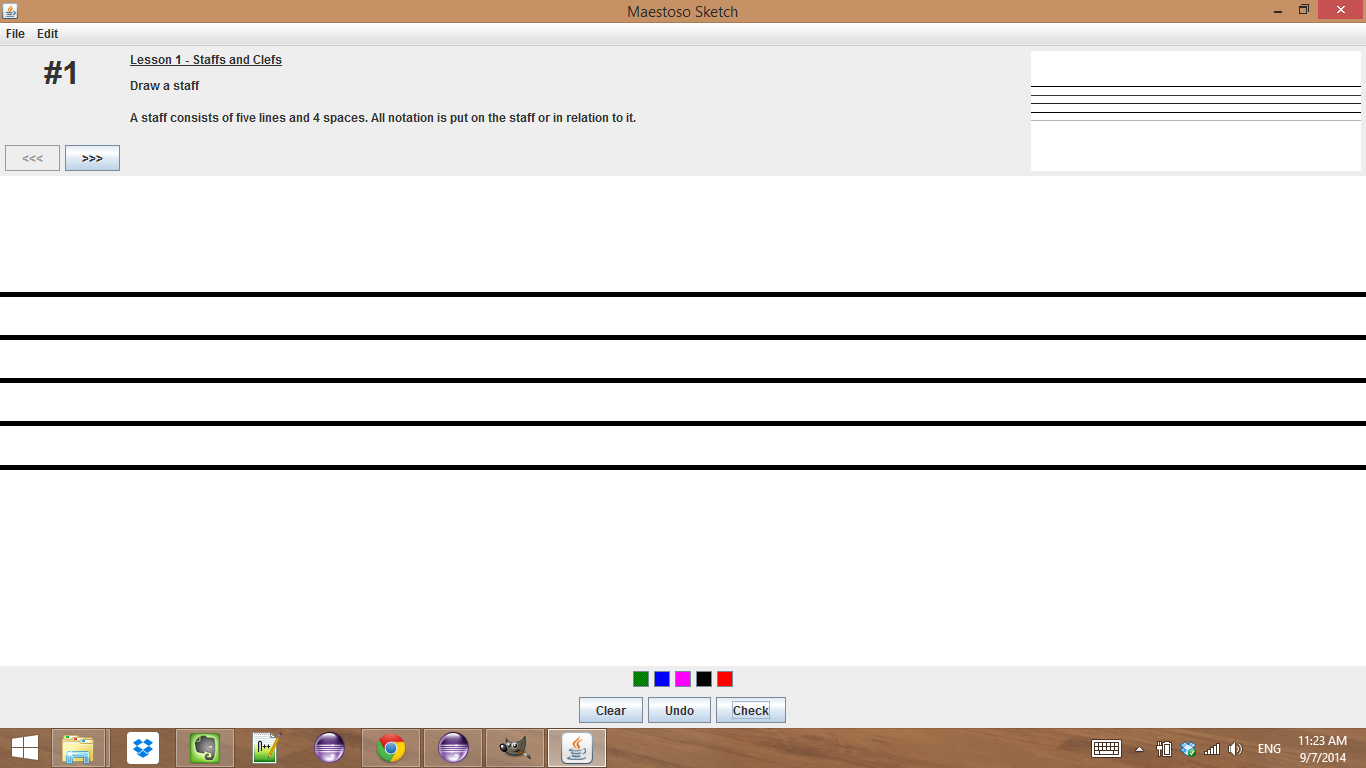 Maestoso Sketch
File Edit
#1
Lesson 1 - Staffs and Clefs
Draw a staff
A staff consists of five lines and 4 spaces. All notation is put on the staff or in relation to it.
<<< >>>
Clear Undo Check
ENG
11:23 AM
9/7/2014